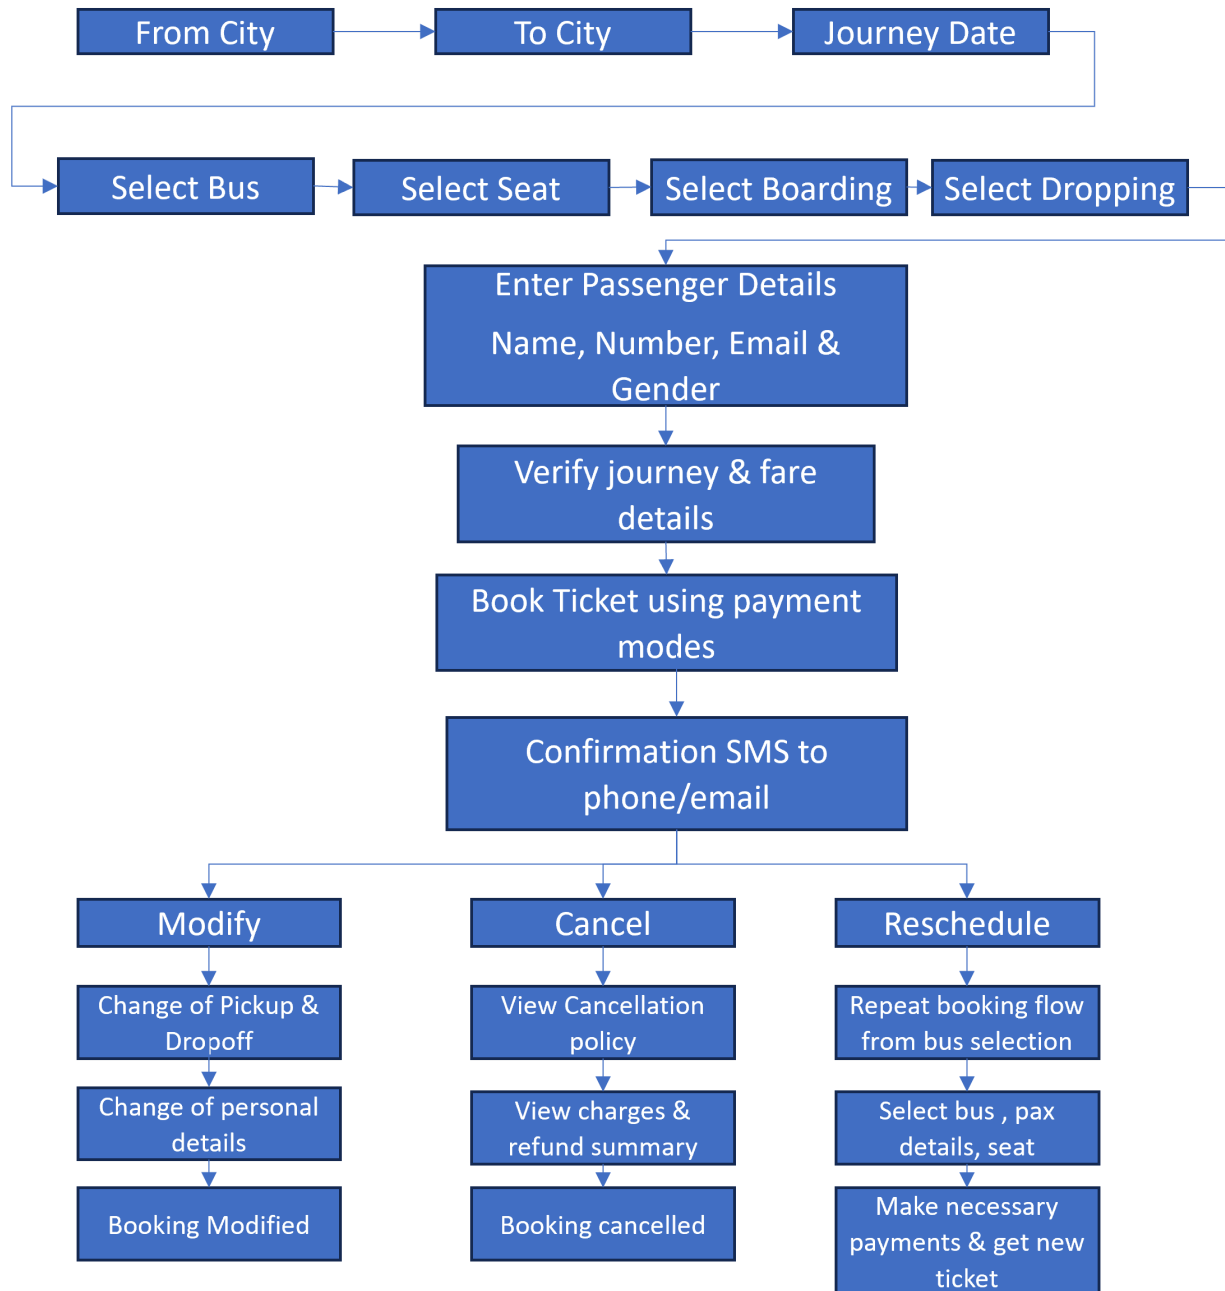 From City
To City
Journey Date
Select Bus
Select Seat
Select Boarding
Select Dropping
Enter Passenger Details
Name, Number, Email &
Gender
Verify journey & fare
details
Book Ticket using payment
modes
Confirmation SMS to
phone/email
Modify
Cancel
Reschedule
Change of Pickup &
Dropoff
View Cancellation
policy
Repeat booking flow
from bus selection
Change of personal
details
View charges &
refund summary
Select bus , pax
details, seat
Booking Modified
Booking cancelled
Make necessary
payments & get new
ticket